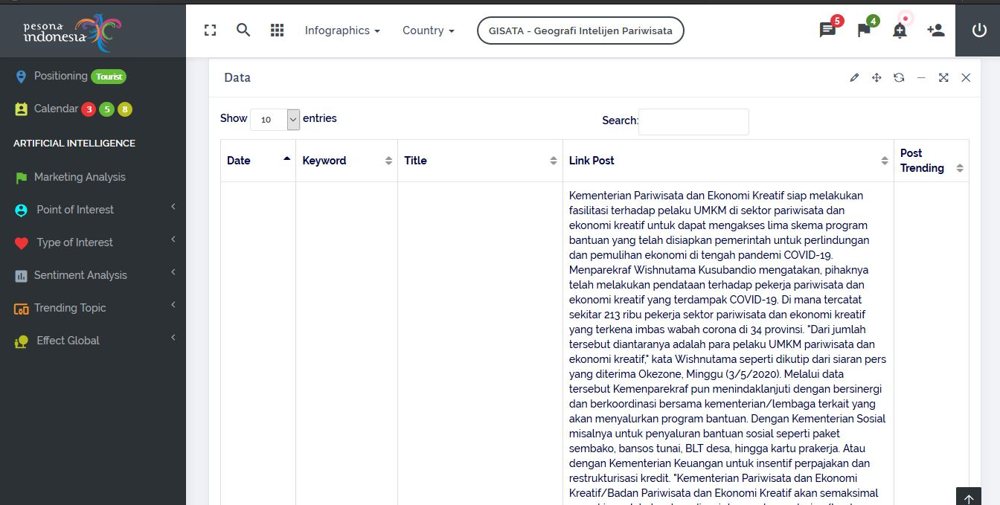 pesona
indonesia
Infographics
Country
GISATA - Geografi Intelijen Pariwisata
5
4
Positioning Tourist
Calendar 3 5 8
ARTIFICIAL INTELLIGENCE
Marketing Analysis
Point of Interest
Type of Interest
Sentiment Analysis
Trending Topic
Effect Global
Data
Show 10 entries
Search:
Date
Keyword
Title
Link Post
Post
Trending
Kementerian Pariwisata dan Ekonomi Kreatif siap melakukan
fasilitasi terhadap pelaku UMKM di sektor pariwisata dan
ekonomi kreatif untuk dapat mengakses lima skema program
bantuan yang telah disiapkan pemerintah untuk perlindungan
dan pemulihan ekonomi di tengah pandemi COVID-19.
Menparekraf Wishnutama Kusubandio mengatakan, pihaknya
telah melakukan pendataan terhadap pekerja pariwisata dan
ekonomi kreatif yang terdampak COVID-19. Di mana tercatat
sekitar 213 ribu pekerja sektor pariwisata dan ekonomi kreatif
yang terkena imbas wabah corona di 34 provinsi. "Dari jumlah
tersebut diantaranya adalah para pelaku UMKM pariwisata dan
ekonomi kreatif," kata Wishnutama seperti dikutip dari siaran pers
yang diterima Okezone, Minggu (3/5/2020). Melalui data
tersebut Kemenparekraf pun menindaklanjuti dengan bersinergi
dan berkoordinasi bersama kementerian/lembaga terkait yang
akan menyalurkan program bantuan. Dengan Kementerian Sosial
misalnya untuk penyaluran bantuan sosial seperti paket
sembako, bansos tunai, BLT desa, hingga kartu prakerja. Atau
dengan Kementerian Keuangan untuk insentif perpajakan dan
restrukturisasi kredit. "Kementerian Pariwisata dan Ekonomi
Kreatif/Badan Pariwisata dan Ekonomi Kreatif akan semaksimal